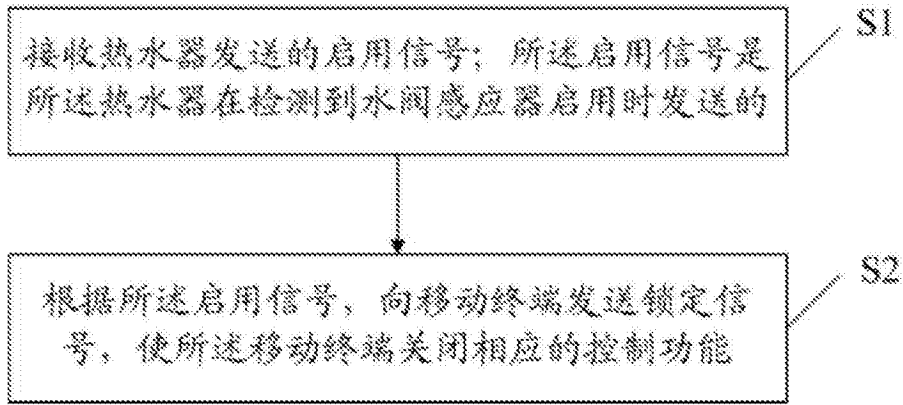 S1
接收热水器发送的启用信号；所述启用信号是
所述热水器在检测到水阀感应器启用时发送的
S2
根据所述启用信号，向移动终端发送锁定信
号，使所述移动终端关闭相应的控制功能